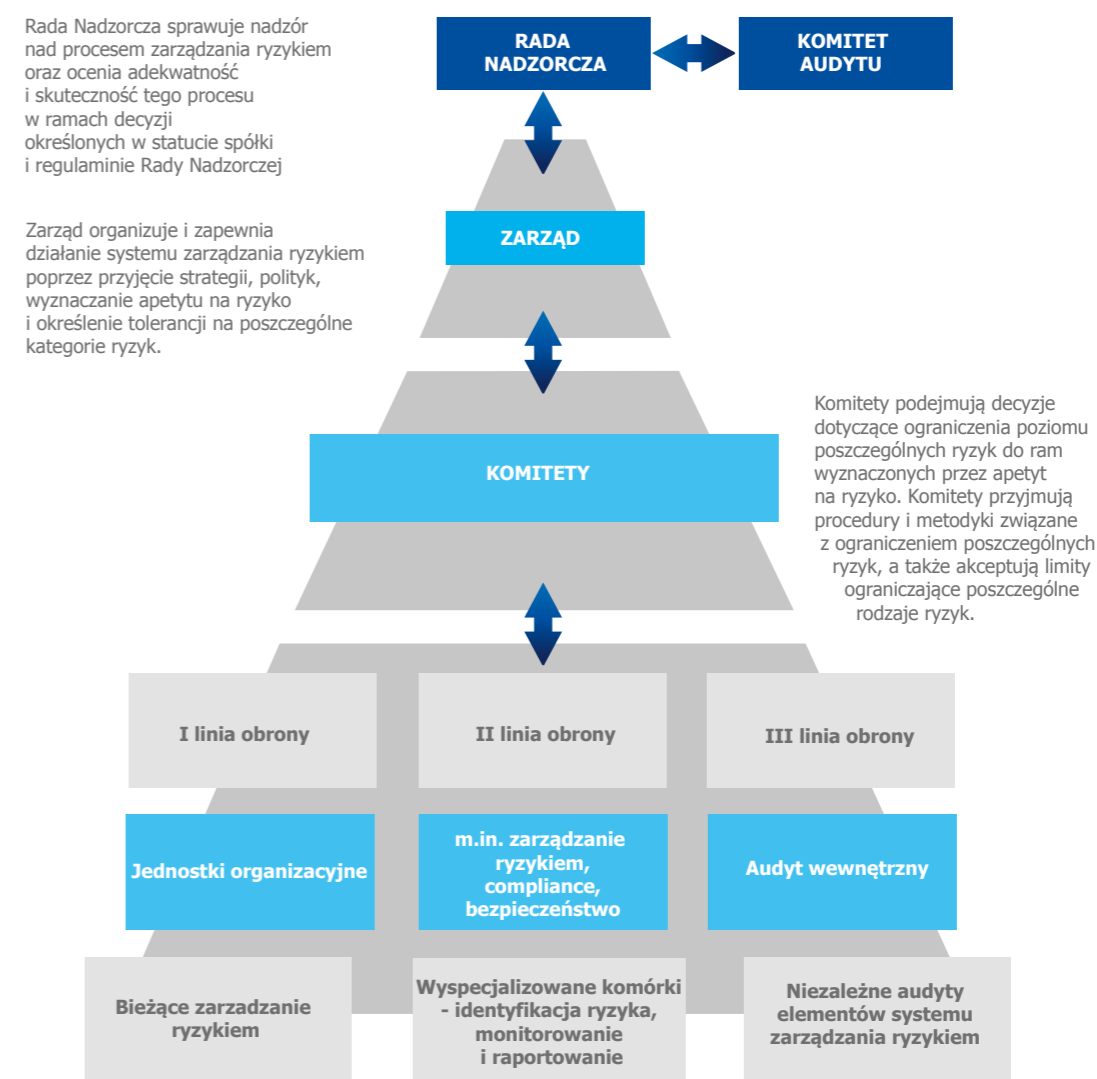 Rada Nadzorcza sprawuje nadzór
nad procesem zarządzania ryzykiem
oraz ocenia adekwatność
i skuteczność tego procesu
w ramach decyzji
określonych w statucie spółki
i regulaminie Rady Nadzorczej
RADA
NADZORCZA
KOMITET
AUDYTU
Zarząd organizuje i zapewnia
działanie systemu zarządzania ryzykiem
poprzez przyjęcie strategii, polityk,
wyznaczanie apetytu na ryzyko
i określenie tolerancji na poszczególne
kategorie ryzyk.
ZARZĄD
KOMITETY
Komitety podejmują decyzje
dotyczące ograniczenia poziomu
poszczególnych ryzyk do ram
wyznaczonych przez apetyt
na ryzyko. Komitety przyjmują
procedury i metodyki związane
z ograniczeniem poszczególnych
ryzyk, a także akceptują limity
ograniczające poszczególne
rodzaje ryzyk.
I linia obrony
II linia obrony
III linia obrony
Jednostki organizacyjne
m.in. zarządzanie
ryzykiem,
compliance,
bezpieczeństwo
Audyt wewnętrzny
Bieżące zarzadzanie
ryzykiem
Wyspecjalizowane komórki
- identyfikacja ryzyka,
monitorowanie
i raportowanie
Niezależne audyty
elementów systemu
zarządzania ryzykiem